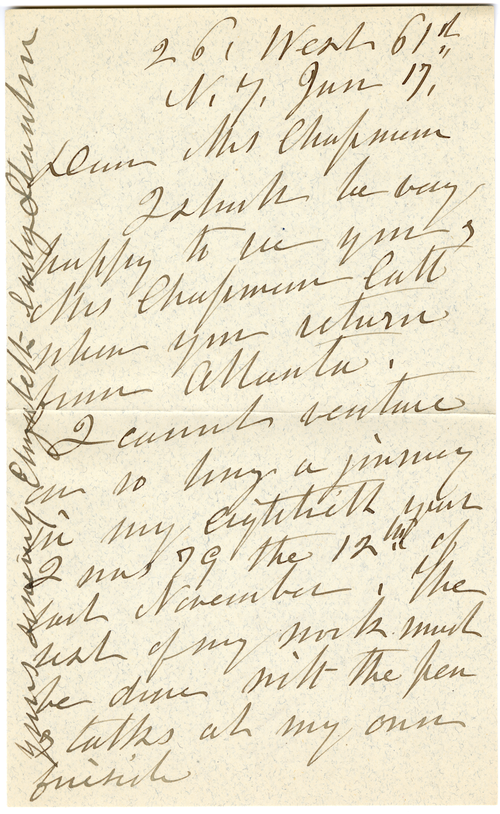 26, West 61st
N.Y. Jan 17,
Dear Mrs Chapman
I shall be very
happy to see you &
Mrs Chapman Catt
when you return
from Atlanta.
I cannot venture
on so long a journey
in my eightieth year
I was 79 the 12th of
last November. The
rest of my work must
be done with the pen
& talks at my own
fireside
yours sincerely Elizabeth Cady Stanton